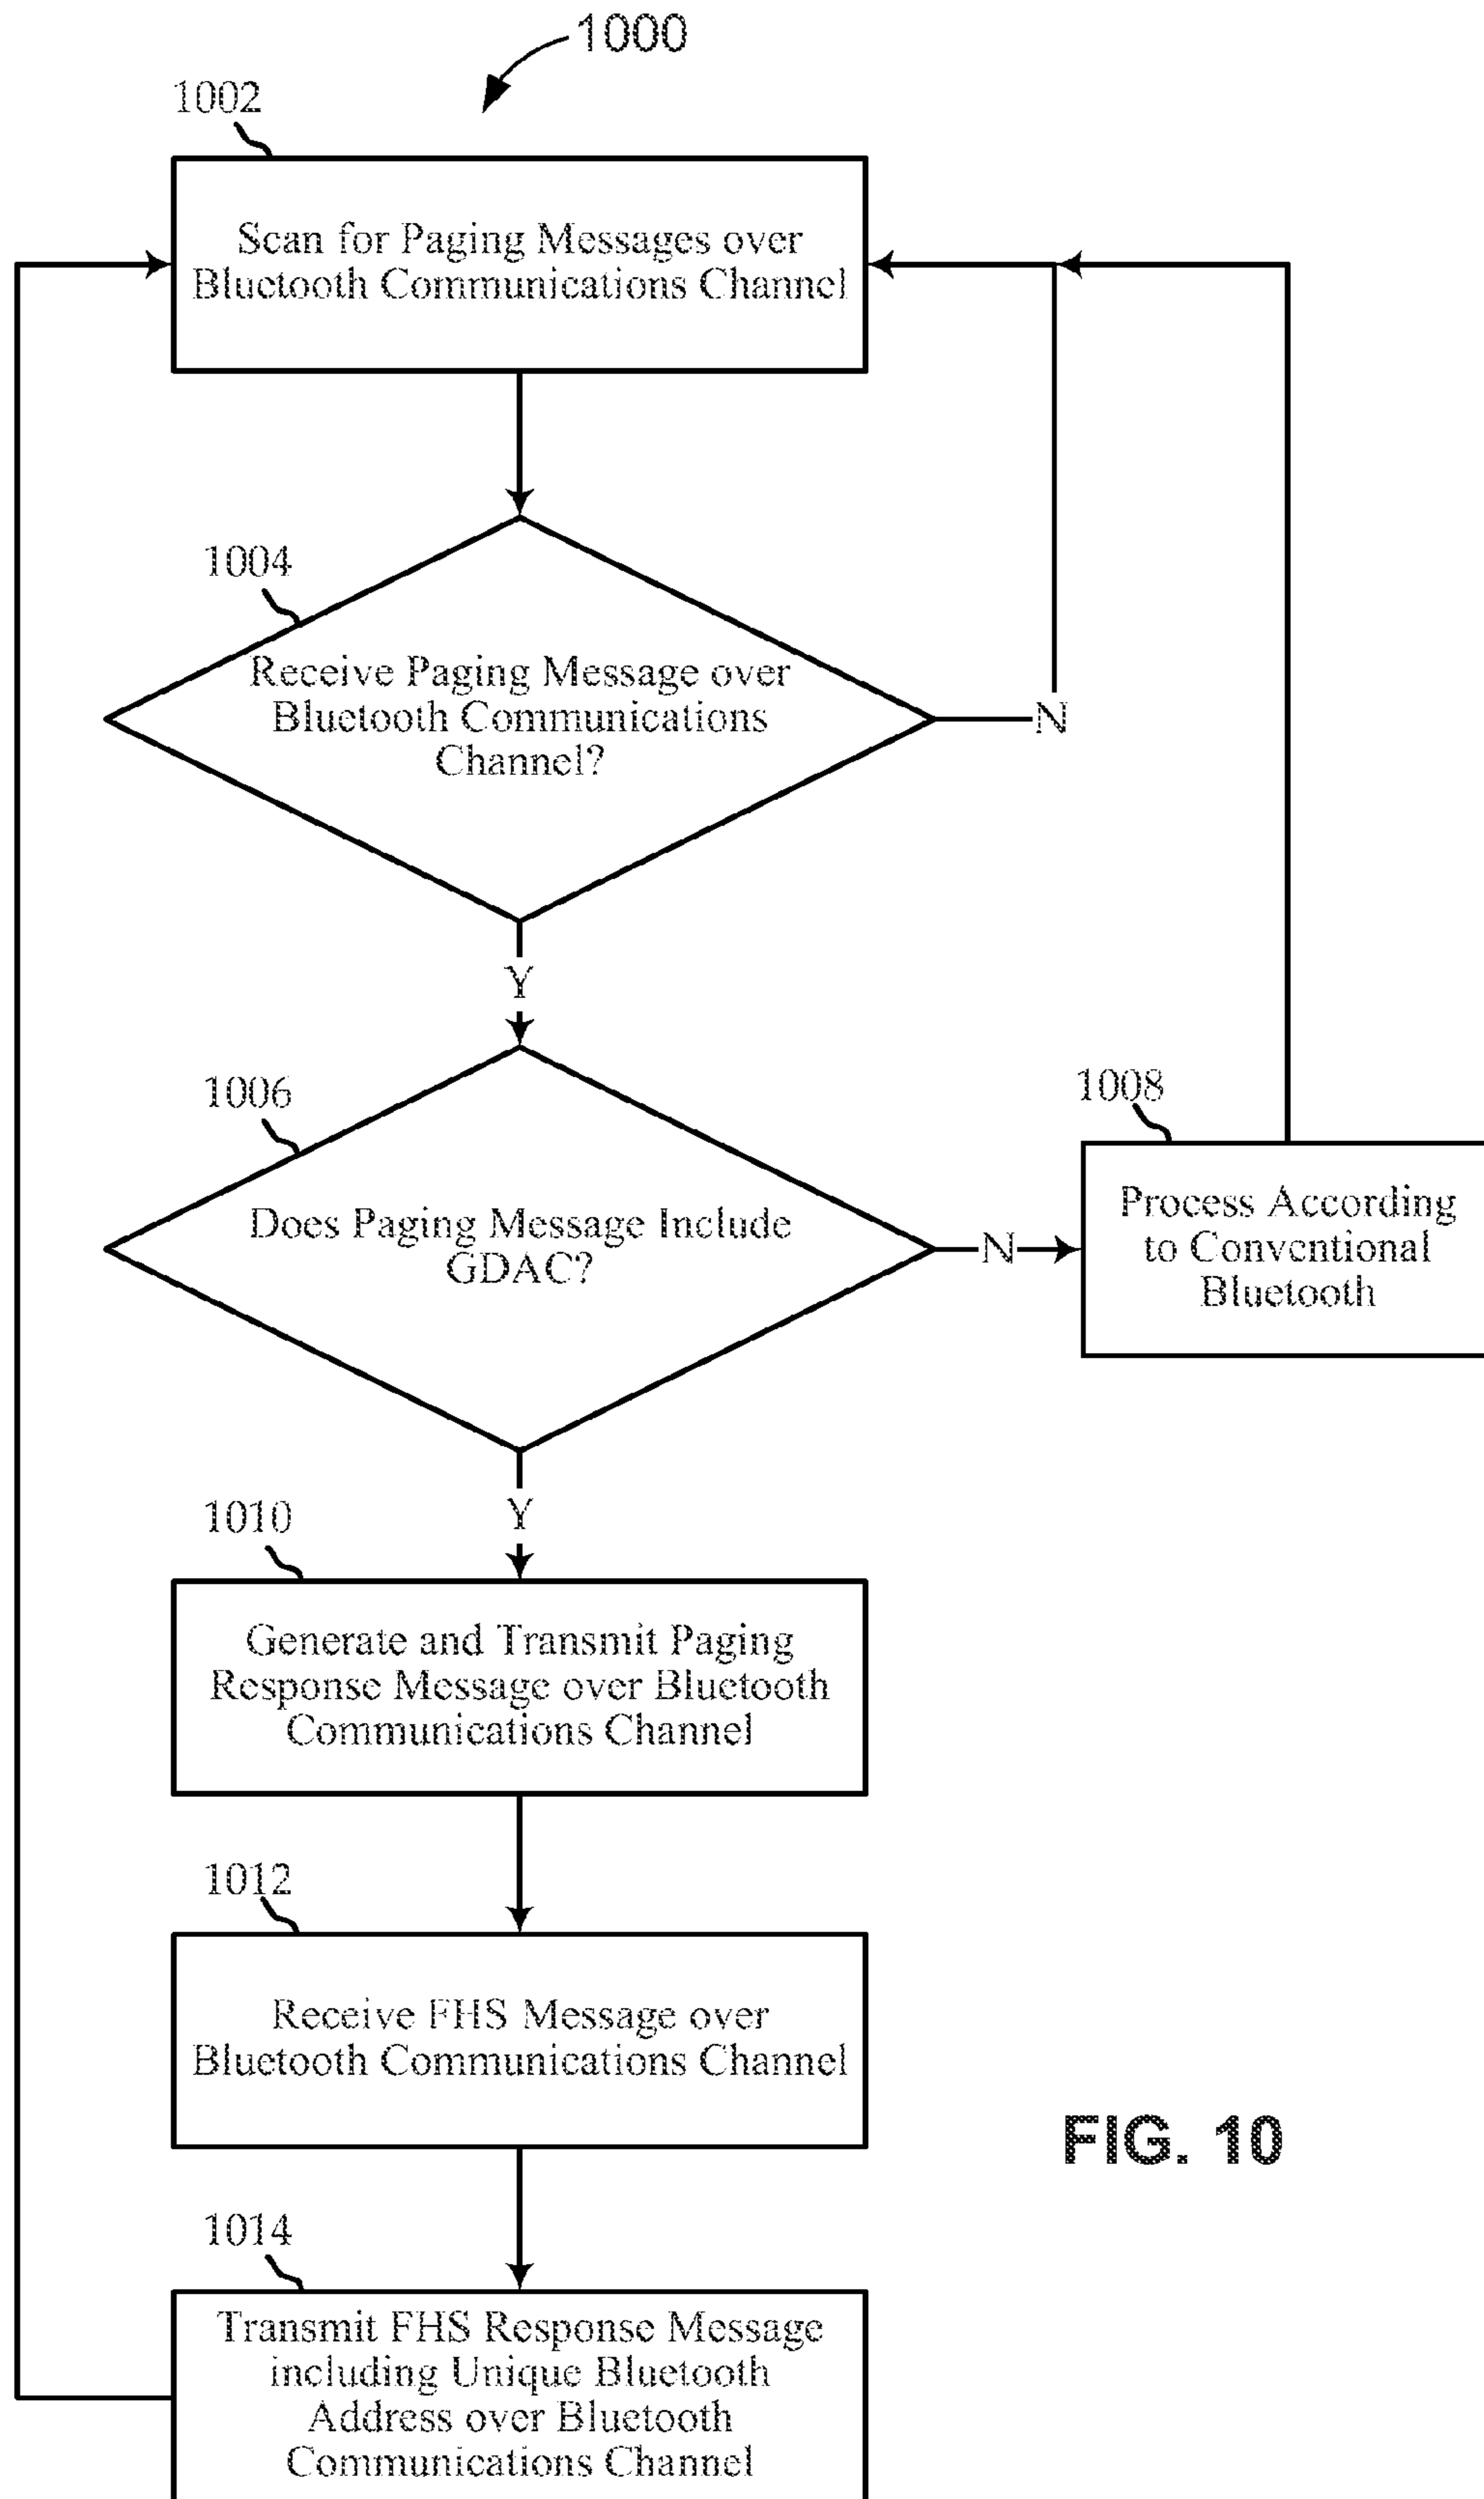 1000
1002
Scan for Paging Messages over
Bluetooth Communications Channel
1004
Receive Paging Message over
Bluetooth Communications
Channel?
N
Y
1006
Does Paging Message Include
GDAC?
N
1008
Process According
to Conventional
Bluetooth
Y
1010
Generate and Transmit Paging
Response Message over Bluetooth
Communications Channel
1012
Receive FHS Message over
Bluetooth Communications Channel
FIG. 10
1014
Transmit FHS Response Message
including Unique Bluetooth
Address over Bluetooth
Communications Channel